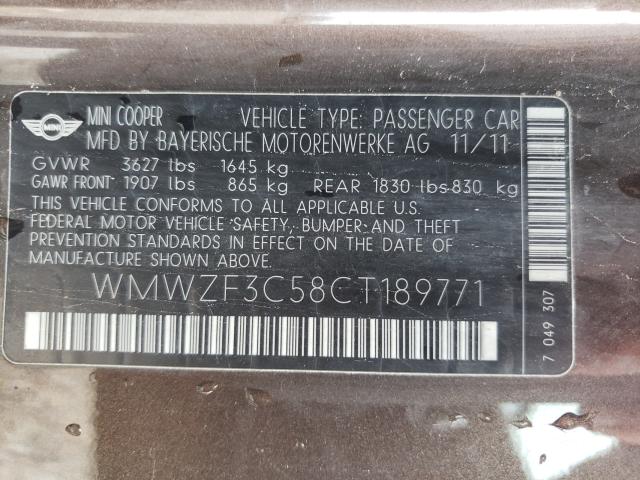 MINI
MINI COOPER VEHICLE TYPE: PASSENGER CAR
MFD BY BAYERISCHE MOTORENWERKE AG 11/11
GVWR 3627 lbs 1645 kg
GAWR FRONT 1907 lbs 865 kg REAR 1830 lbs 830 kg
THIS VEHICLE CONFORMS TO ALL APPLICABLE U.S.
FEDERAL MOTOR VEHICLE SAFETY, BUMPER AND THEFT
PREVENTION STANDARDS IN EFFECT ON THE DATE OF
MANUFACTURE SHOWN ABOVE.
WMWZF3C58CT189771
7 049 307